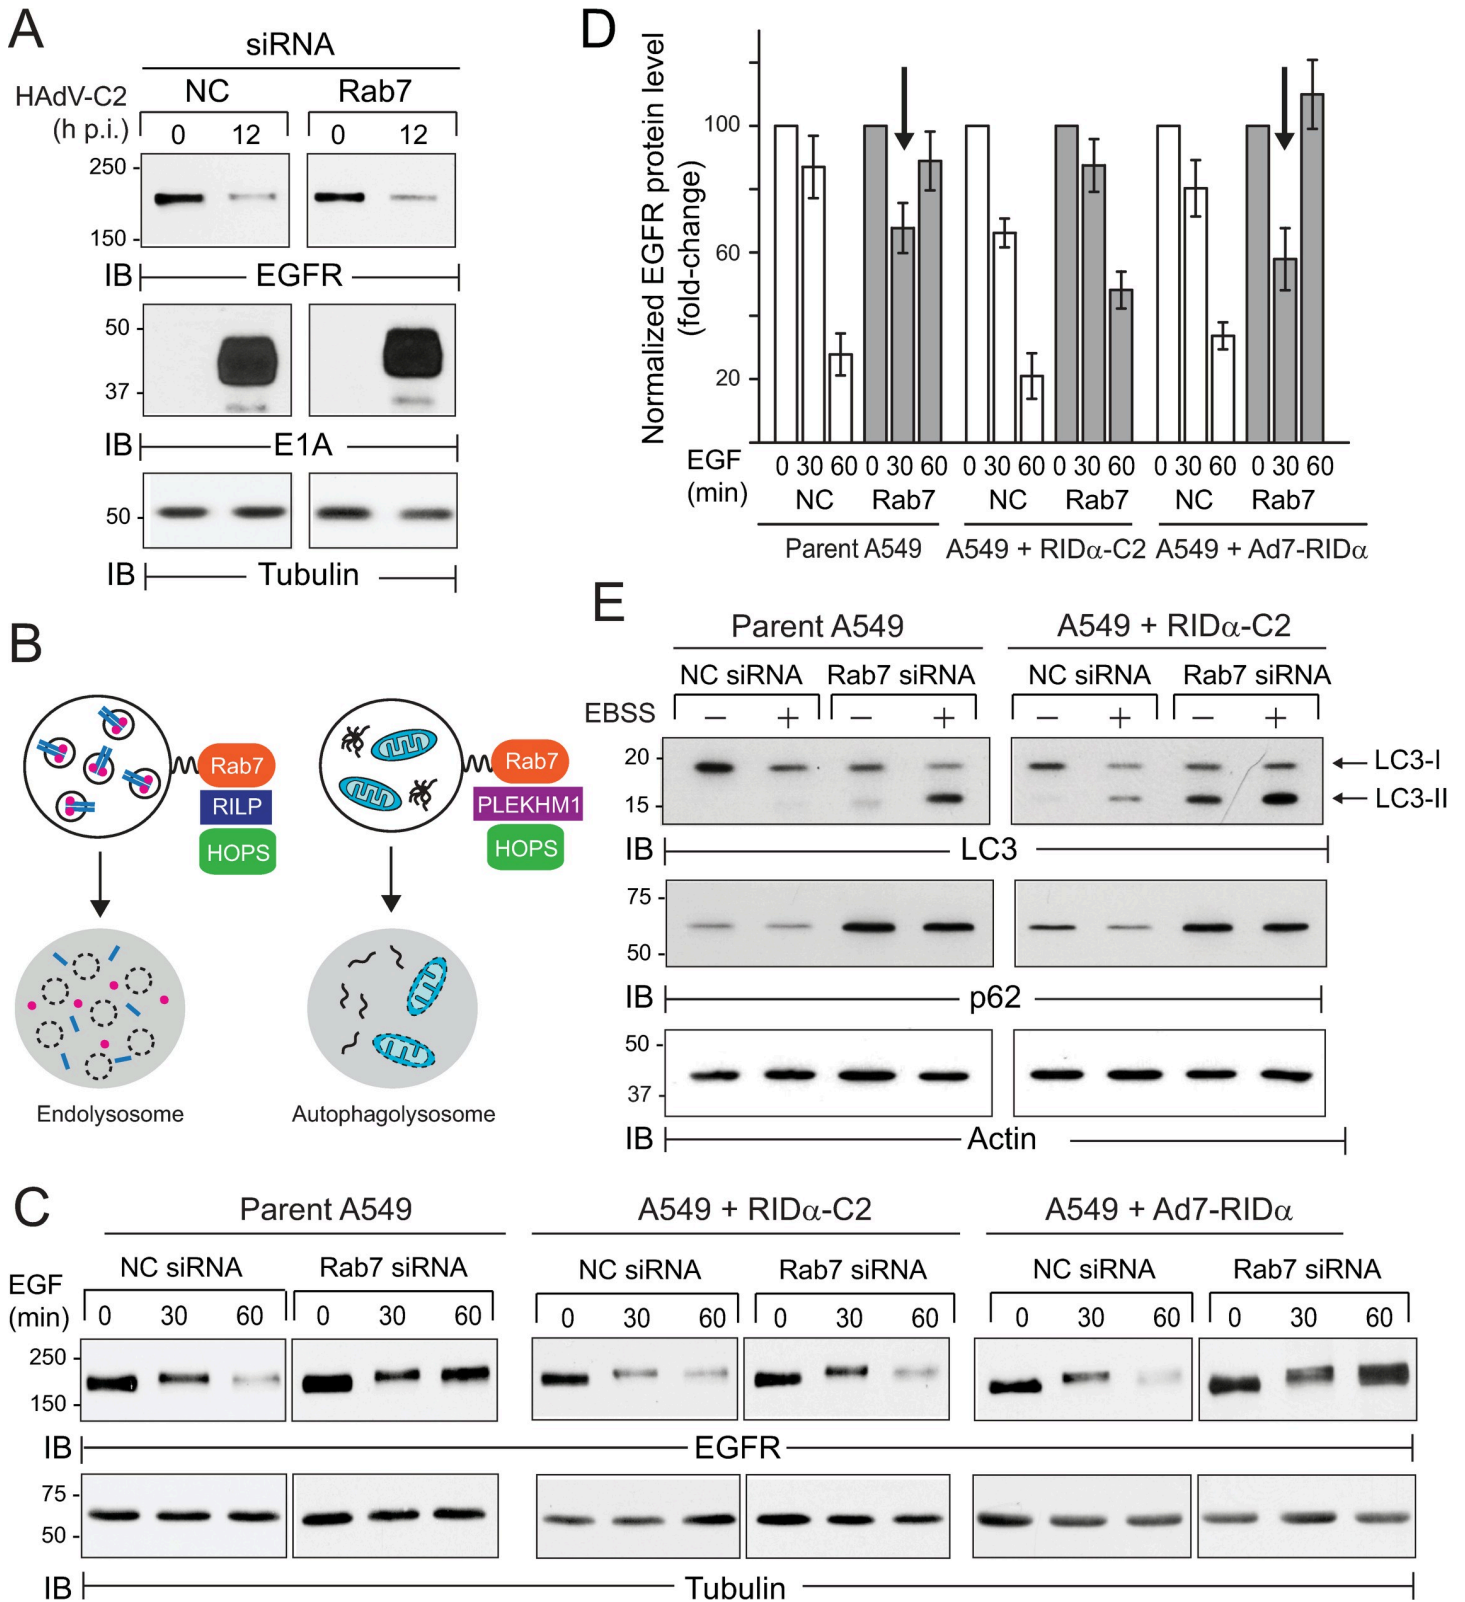 A
siRNA
HAdV-C2
(h p.i.)
NC
Rab7
0
12
0
12
250
150
IB
EGFR
50
37
IB
E1A
50
IB
Tubulin
B
Rab7
RILP
HOPS
Rab7
PLEKHM1
HOPS
Endolysosome
Autophagolysosome
C
Parent A549
A549 + RIDα-C2
A549 + Ad7-RIDα
NC siRNA
Rab7 siRNA
NC siRNA
Rab7 siRNA
NC siRNA
Rab7 siRNA
EGF
(min)
0 30 60
0 30 60
0 30 60
0 30 60
0 30 60
0 30 60
250
150
IB
EGFR
75
50
IB
Tubulin
D
Normalized EGFR protein level
(fold-change)
100
60
20
EGF
(min)
0 30 60 0 30 60 0 30 60 0 30 60 0 30 60 0 30 60
NC Rab7 NC Rab7 NC Rab7
Parent A549
A549 + RIDα-C2
A549 + Ad7-RIDα
E
Parent A549
A549 + RIDα-C2
NC siRNA
Rab7 siRNA
NC siRNA
Rab7 siRNA
EBSS
− + − + − + − +
20
15
LC3-I
LC3-II
IB
LC3
75
50
IB
p62
50
37
IB
Actin